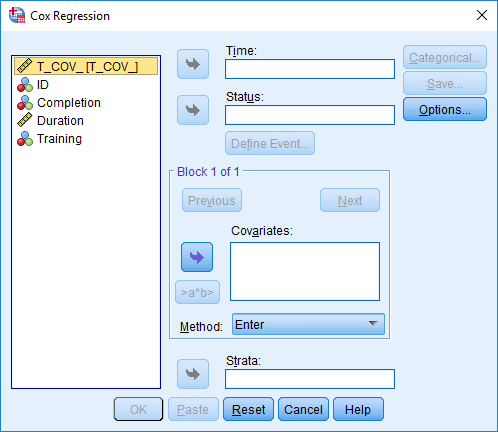 Cox Regression
T_COV_ [T_COV_]
ID
Completion
Duration
Training
Time:
Status:
Define Event...
Categorical...
Save...
Options...
Block 1 of 1
Previous
Next
Covariates:
>a*b>
Method:
Enter
Strata:
OK
Paste
Reset
Cancel
Help